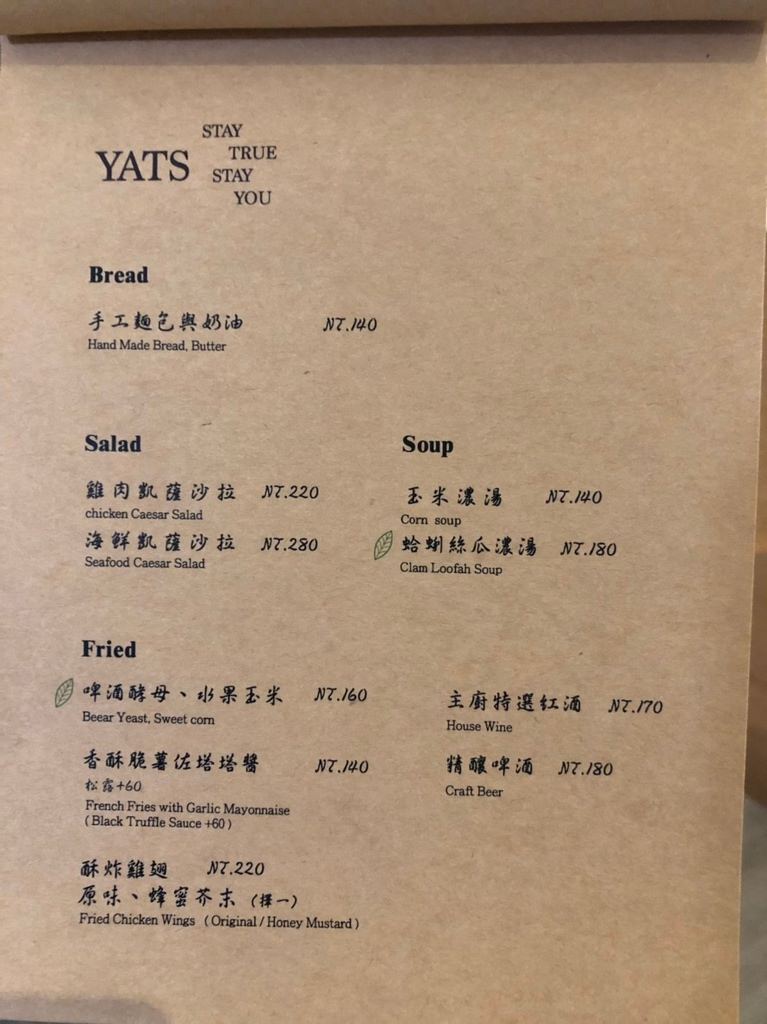 YATS
STAY
TRUE
STAY
YOU
Bread
手工麵包與奶油 NT.140
Hand Made Bread, Butter
Salad
雞肉凱薩沙拉 NT.220
chicken Caesar Salad
海鮮凱薩沙拉 NT.280
Seafood Caesar Salad
Soup
玉米濃湯 NT.140
Corn soup
蛤蜊絲瓜濃湯 NT.180
Clam Loofah Soup
Fried
啤酒酵母、水果玉米 NT.160
Beear Yeast, Sweet corn
香酥脆薯佐塔塔醬 NT.140
松露+60
French Fries with Garlic Mayonnaise
( Black Truffle Sauce +60 )
酥炸雞翅 NT.220
原味、蜂蜜芥末 (擇一)
Fried Chicken Wings ( Original / Honey Mustard )
主廚特選紅酒 NT.170
House Wine
精釀啤酒 NT.180
Craft Beer